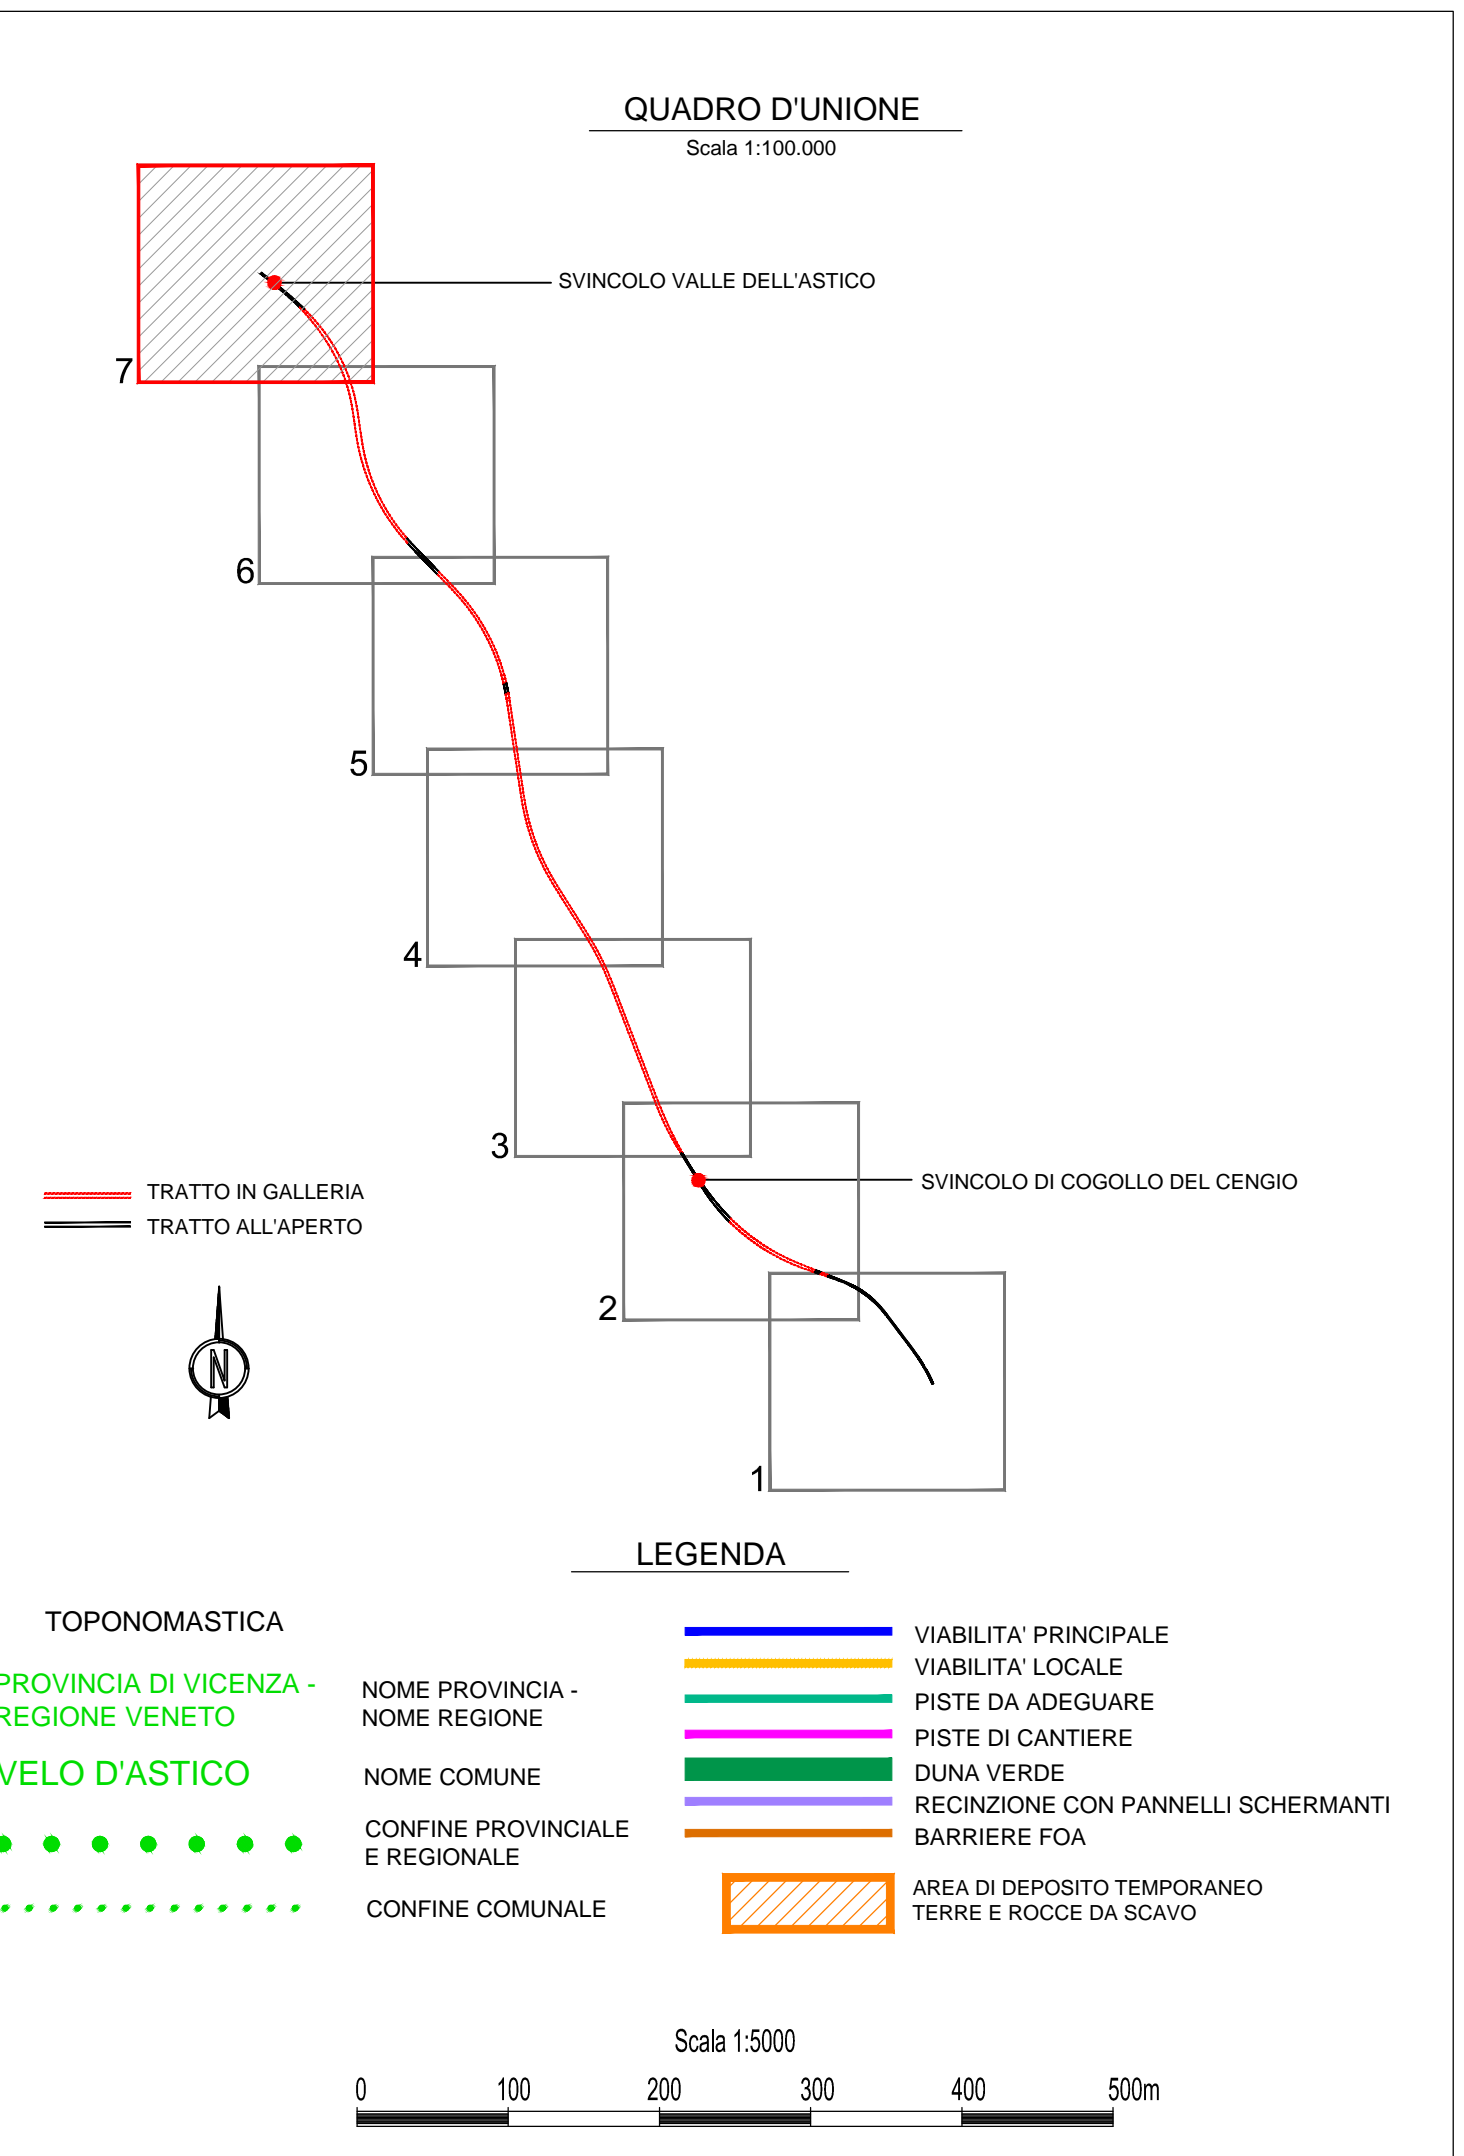 QUADRO D'UNIONE
Scala 1:100.000
SVINCOLO VALLE DELL'ASTICO
7
6
5
4
3
SVINCOLO DI COGOLLO DEL CENGIO
TRATTO IN GALLERIA
TRATTO ALL'APERTO
N
2
1
LEGENDA
TOPONOMASTICA
PROVINCIA DI VICENZA -
REGIONE VENETO
NOME PROVINCIA -
NOME REGIONE
VELO D'ASTICO
NOME COMUNE
CONFINE PROVINCIALE
E REGIONALE
CONFINE COMUNALE
VIABILITA' PRINCIPALE
VIABILITA' LOCALE
PISTE DA ADEGUARE
PISTE DI CANTIERE
DUNA VERDE
RECINZIONE CON PANNELLI SCHERMANTI
BARRIERE FOA
AREA DI DEPOSITO TEMPORANEO
TERRE E ROCCE DA SCAVO
Scala 1:5000
0 100 200 300 400 500m